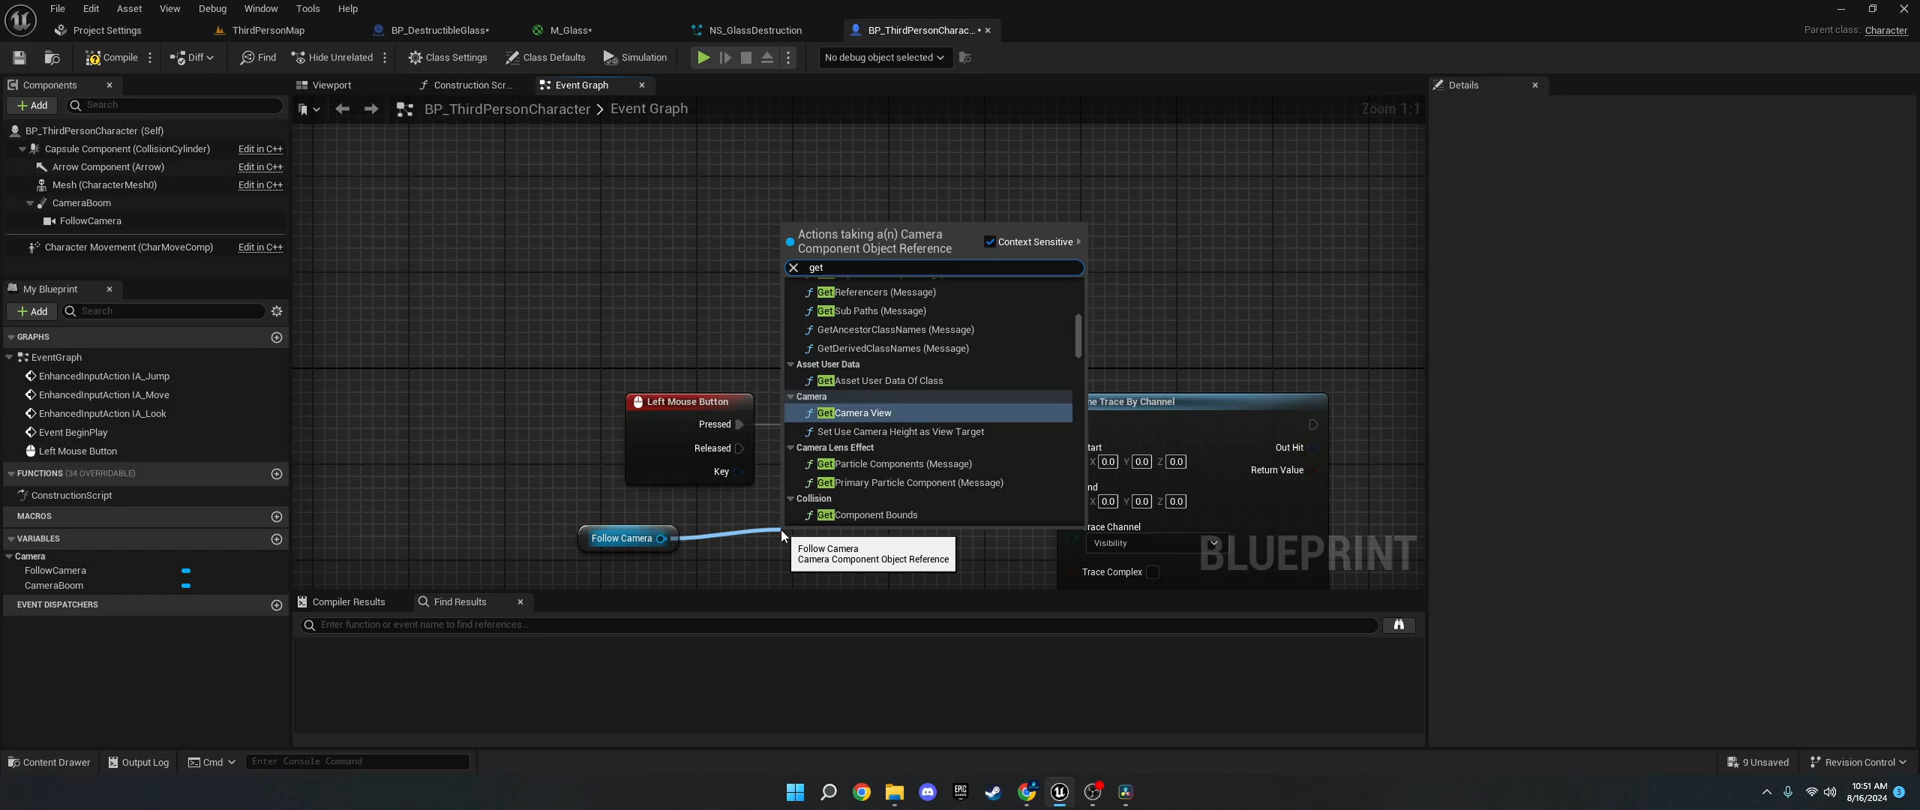 File Edit Asset View Debug Window Tools Help
Project Settings ThirdPersonMap BP_DestructibleGlass* M_Glass* NS_GlassDestruction BP_ThirdPersonCharac... * Parent class: Character
Compile Diff Find Hide Unrelated Class Settings Class Defaults Simulation No debug object selected
Components Viewport Construction Scr... Event Graph Details
Add Search
BP_ThirdPersonCharacter > Event Graph Zoom 1:1
BP_ThirdPersonCharacter (Self)
Capsule Component (CollisionCylinder) Edit in C++
Arrow Component (Arrow) Edit in C++
Mesh (CharacterMesh0) Edit in C++
CameraBoom
FollowCamera
Character Movement (CharMoveComp) Edit in C++
My Blueprint
Add Search
GRAPHS
EventGraph
EnhancedInputAction IA_Jump
EnhancedInputAction IA_Move
EnhancedInputAction IA_Look
Event BeginPlay
Left Mouse Button
FUNCTIONS (34 OVERRIDABLE)
ConstructionScript
MACROS
VARIABLES
Camera
FollowCamera
CameraBoom
EVENT DISPATCHERS
Actions taking a(n) Camera
Component Object Reference
Context Sensitive
get
GetReferencers (Message)
Get Sub Paths (Message)
GetAncestorClassNames (Message)
GetDerivedClassNames (Message)
Asset User Data
Get Asset User Data Of Class
Camera
Get Camera View
Set Use Camera Height as View Target
Camera Lens Effect
Get Particle Components (Message)
Get Primary Particle Component (Message)
Collision
Get Component Bounds
Left Mouse Button
Pressed
Released
Key
Follow Camera
Follow Camera
Camera Component Object Reference
ne Trace By Channel
tart Out Hit
X 0.0 Y 0.0 Z 0.0
Return Value
nd
X 0.0 Y 0.0 Z 0.0
race Channel
Visibility
Trace Complex
BLUEPRINT
Compiler Results Find Results
Enter function or event name to find references...
Content Drawer Output Log Cmd Enter Console Command 9 Unsaved Revision Control
EPIC GAMES
10:51 AM
8/16/2024
3